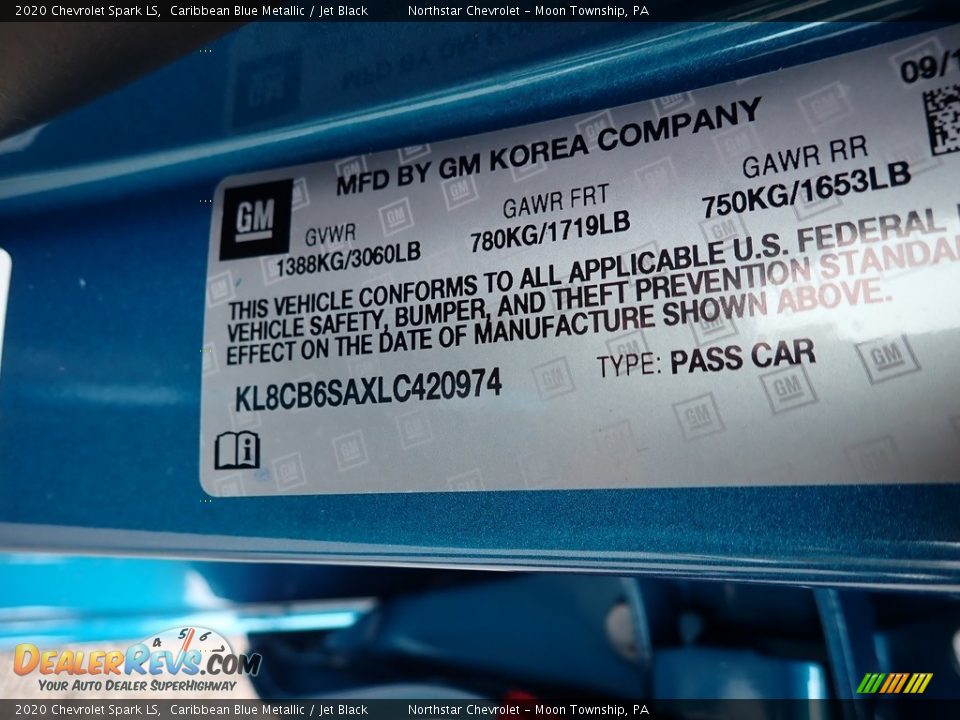 2020 Chevrolet Spark LS,  Caribbean Blue Metallic / Jet Black  Northstar Chevrolet - Moon Township, PA
09/1
MFD BY GM KOREA COMPANY
GM
GVWR  GAWR FRT  GAWR RR
1388KG/3060LB  780KG/1719LB  750KG/1653LB
THIS VEHICLE CONFORMS TO ALL APPLICABLE U.S. FEDERAL
VEHICLE SAFETY, BUMPER, AND THEFT PREVENTION STANDA
EFFECT ON THE DATE OF MANUFACTURE SHOWN ABOVE.
KL8CB6SAXLC420974  TYPE: PASS CAR
i
4 5 6
DEALERREVS.COM
YOUR AUTO DEALER SUPERHIGHWAY
2020 Chevrolet Spark LS,  Caribbean Blue Metallic / Jet Black  Northstar Chevrolet - Moon Township, PA